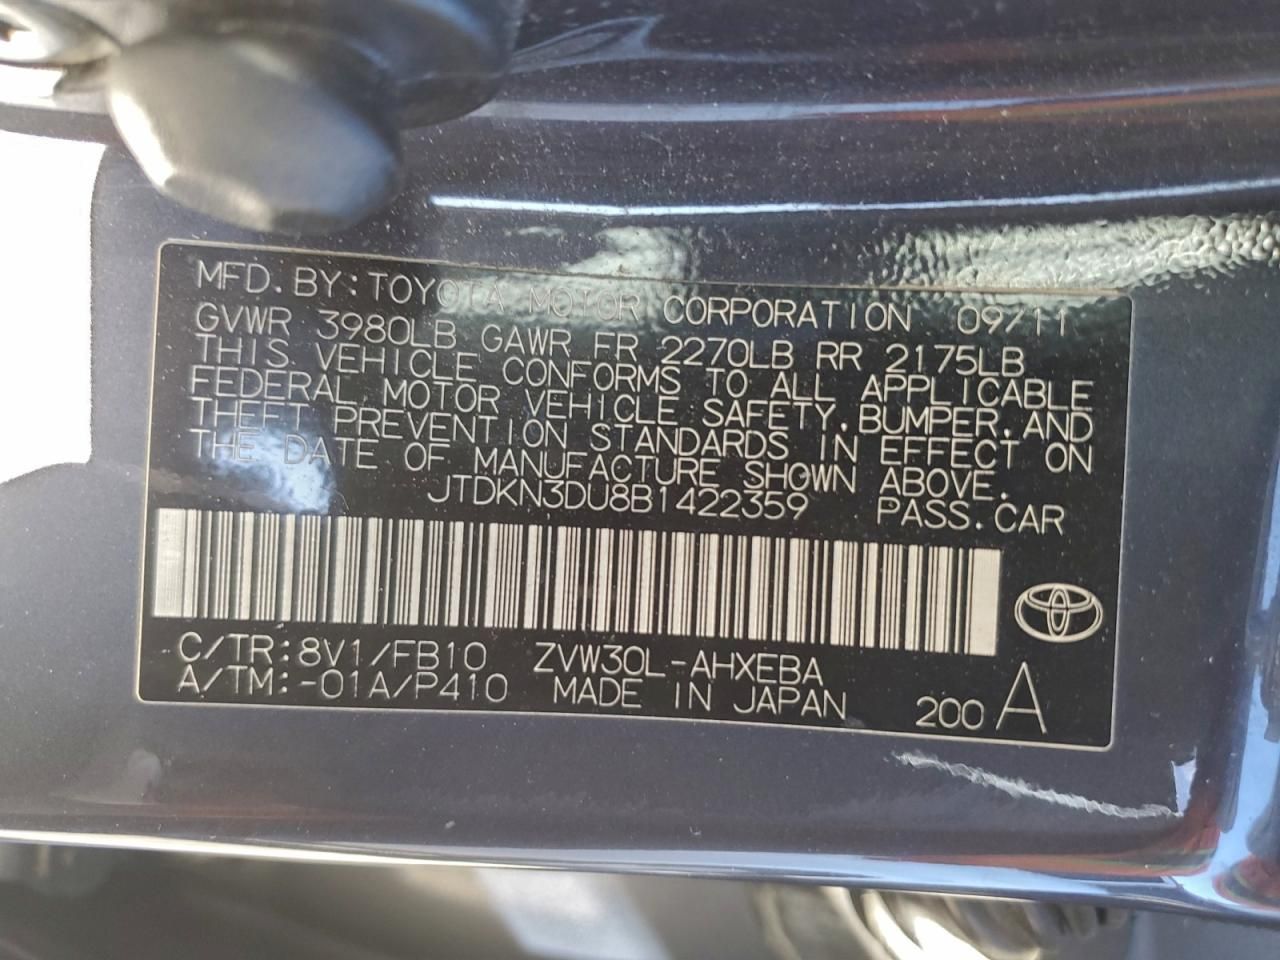 MFD. BY: TOYOTA MOTOR CORPORATION 09/11
GVWR 3980LB GAWR FR 2270LB RR 2175LB
THIS VEHICLE CONFORMS TO ALL APPLICABLE
FEDERAL MOTOR VEHICLE SAFETY, BUMPER, AND
THEFT PREVENTION STANDARDS IN EFFECT ON
THE DATE OF MANUFACTURE SHOWN ABOVE.
JTDKN3DU8B1422359 PASS. CAR
C/TR: 8V1/FB10 ZVW30L-AHXEBA
A/TM: -01A/P410 MADE IN JAPAN 200 A